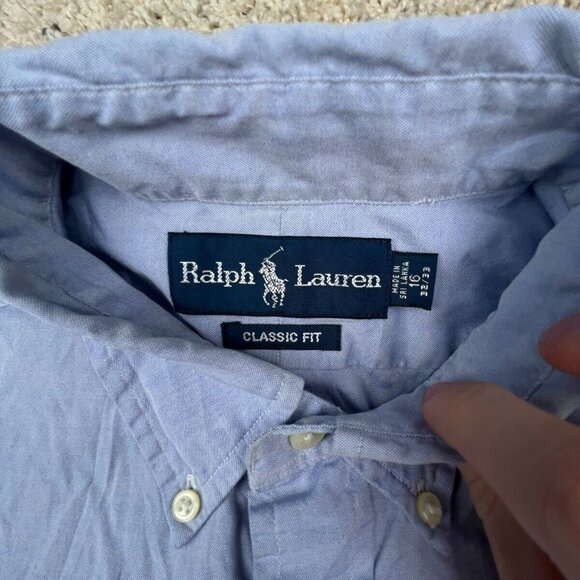 Ralph Lauren
MADE IN
SRI LANKA
16
32/33
CLASSIC FIT